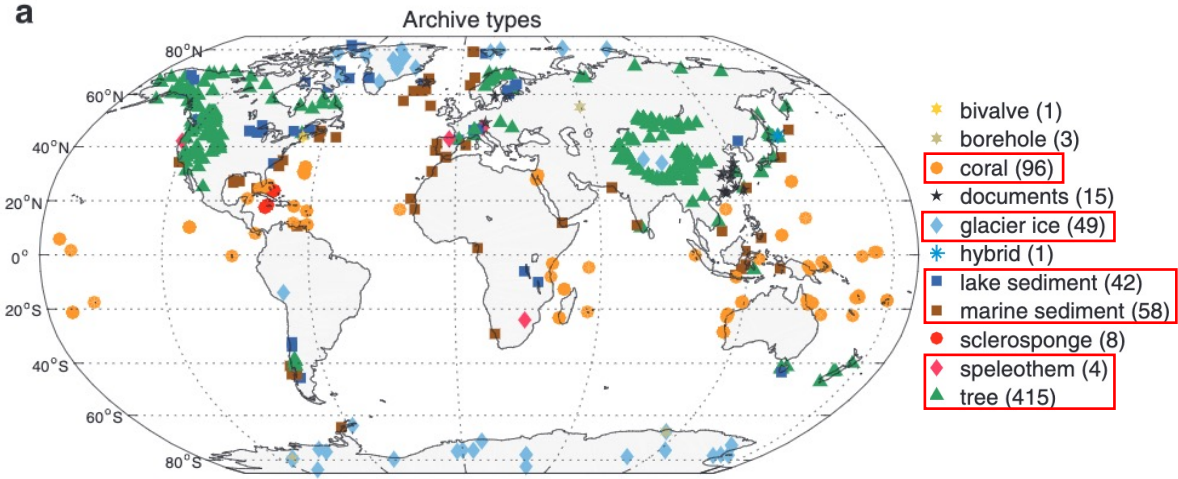 a
Archive types
80°N
60°N
40°N
20°N
0°
20°S
40°S
60°S
80°S
bivalve (1)
borehole (3)
coral (96)
documents (15)
glacier ice (49)
hybrid (1)
lake sediment (42)
marine sediment (58)
sclerosponge (8)
speleothem (4)
tree (415)